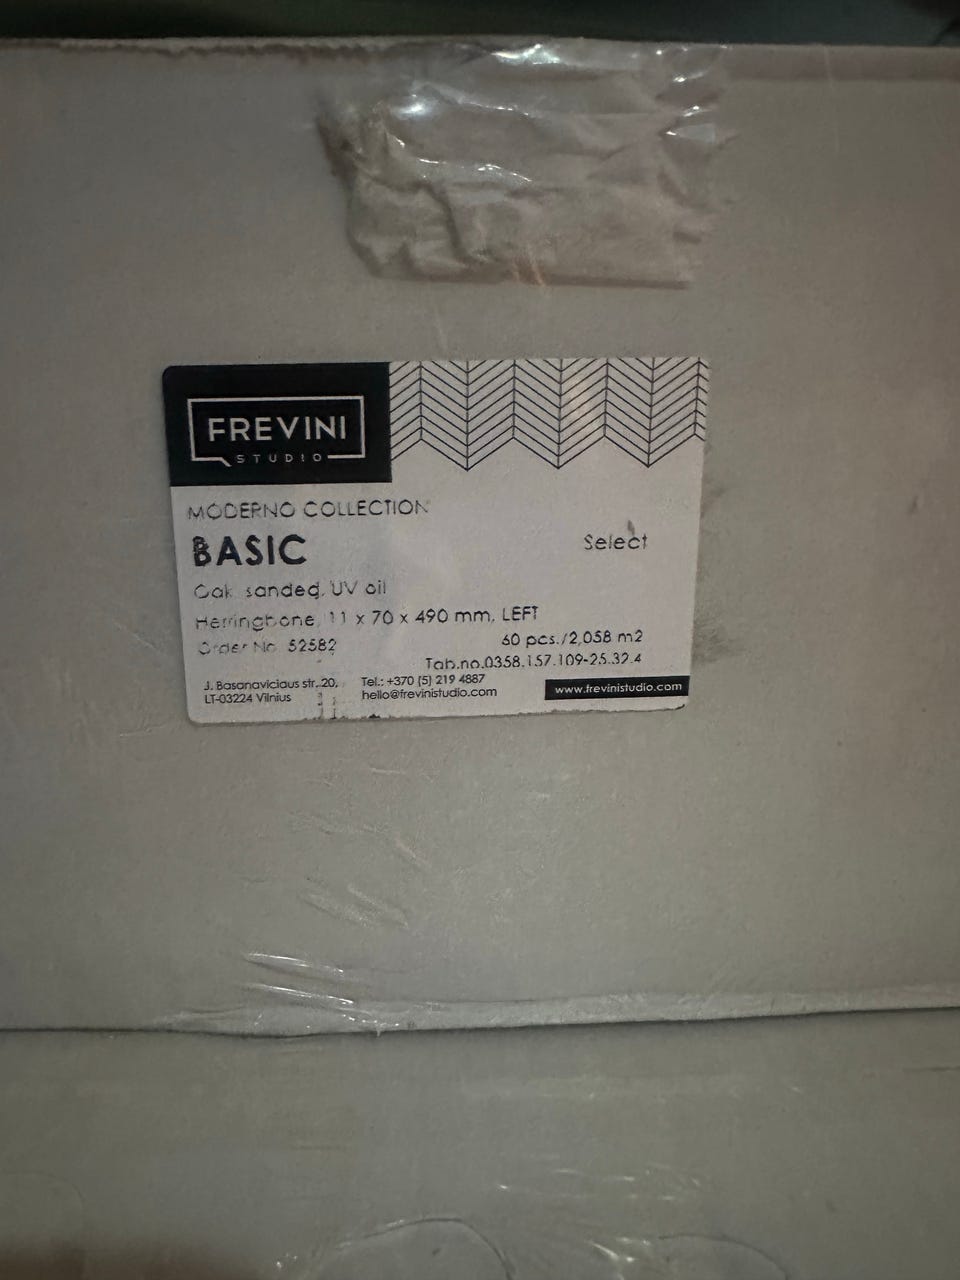 FREVINI
STUDIO
MODERNO COLLECTION
BASIC
Select
Oak, sanded, UV oil
Herringbone, 11 x 70 x 490 mm, LEFT
Order No 52582
60 pcs./2,058 m2
Tab.no.0358.157.109-25.32.4
J. Basanaviciaus str. 20,
LT-03224 Vilnius
Tel.: +370 (5) 219 4887
hello@frevinistudio.com
www.frevinistudio.com